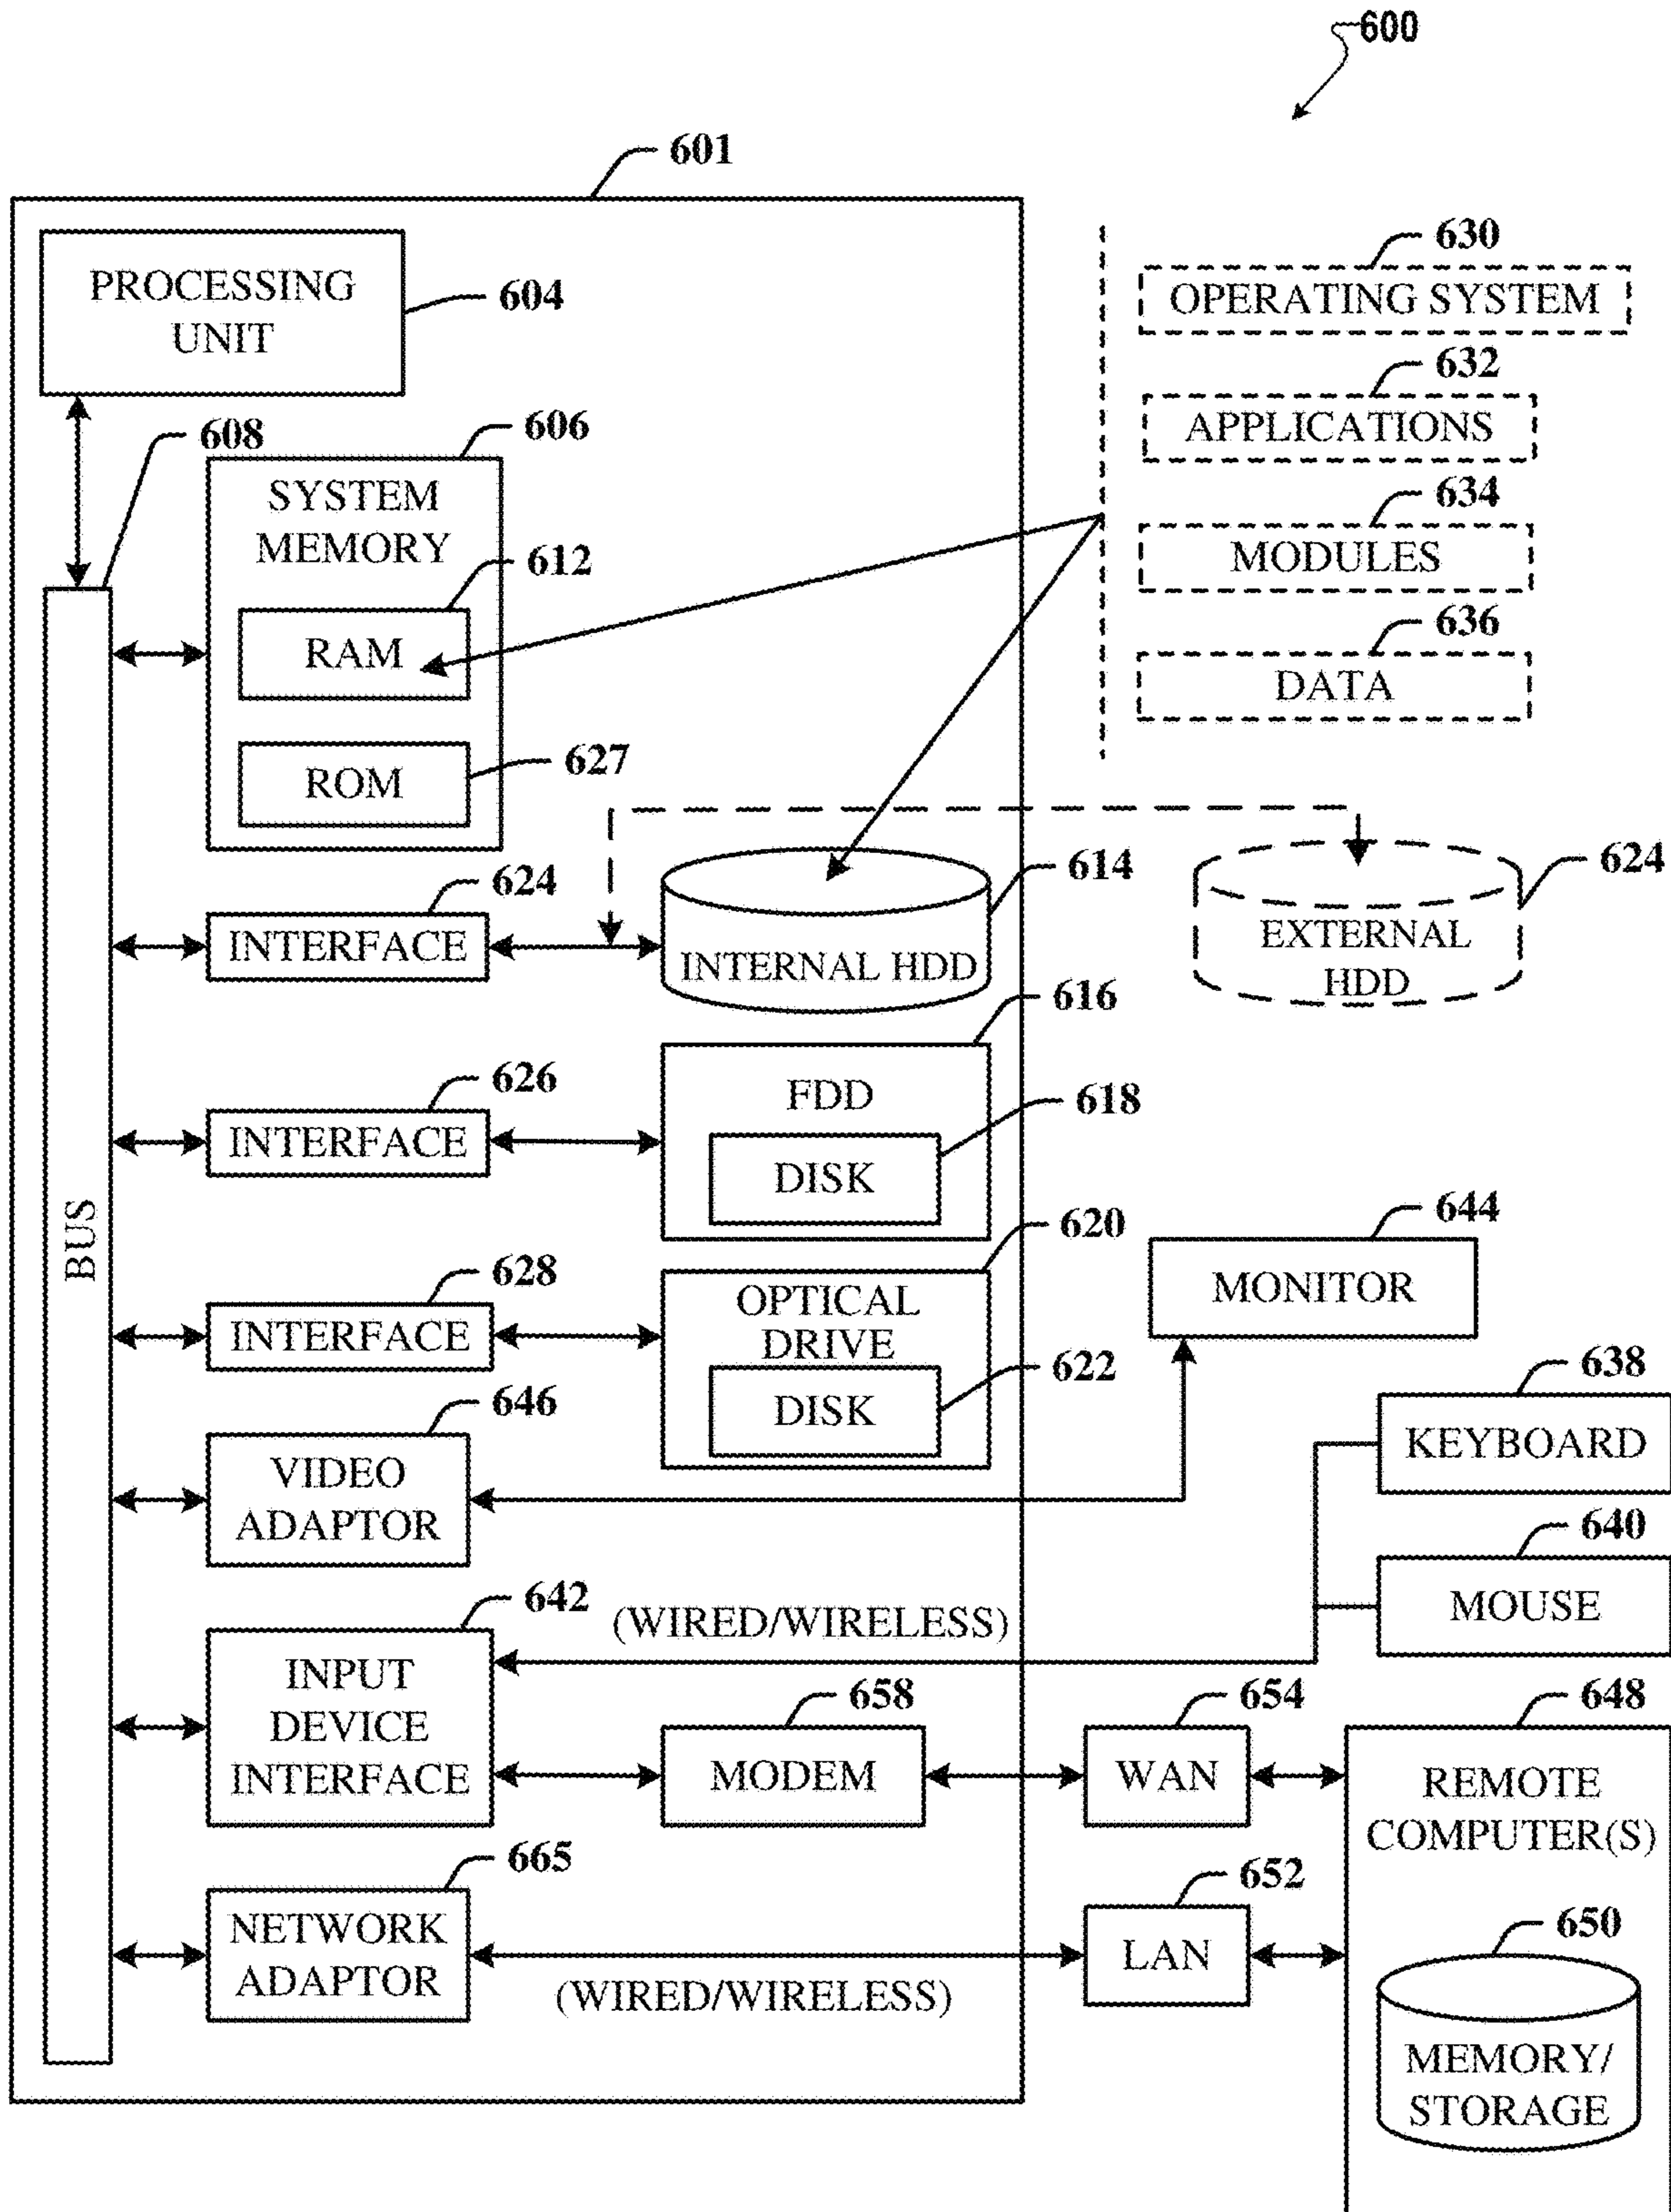 600
601
PROCESSING
UNIT
604
630
OPERATING SYSTEM
632
APPLICATIONS
634
MODULES
636
DATA
608
606
SYSTEM
MEMORY
612
RAM
627
ROM
BUS
624
INTERFACE
614
INTERNAL HDD
624
EXTERNAL
HDD
626
INTERFACE
616
FDD
618
DISK
628
INTERFACE
620
OPTICAL
DRIVE
622
DISK
644
MONITOR
646
VIDEO
ADAPTOR
638
KEYBOARD
640
MOUSE
642
INPUT
DEVICE
INTERFACE
(WIRED/WIRELESS)
658
MODEM
654
WAN
648
REMOTE
COMPUTER(S)
665
NETWORK
ADAPTOR
(WIRED/WIRELESS)
652
LAN
650
MEMORY/
STORAGE